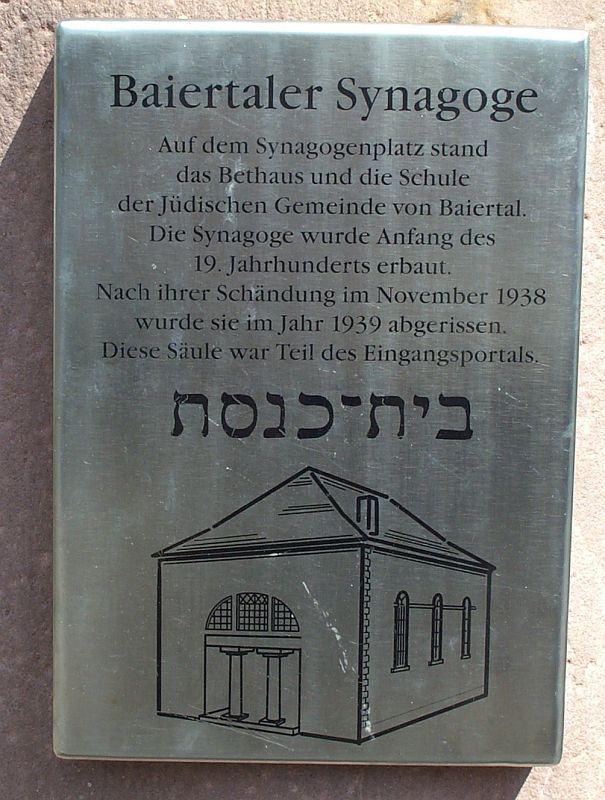 Baiertaler Synagoge
Auf dem Synagogenplatz stand
das Bethaus und die Schule
der Jüdischen Gemeinde von Baiertal.
Die Synagoge wurde Anfang des
19. Jahrhunderts erbaut.
Nach ihrer Schändung im November 1938
wurde sie im Jahr 1939 abgerissen.
Diese Säule war Teil des Eingangsportals.
בית־כנסת